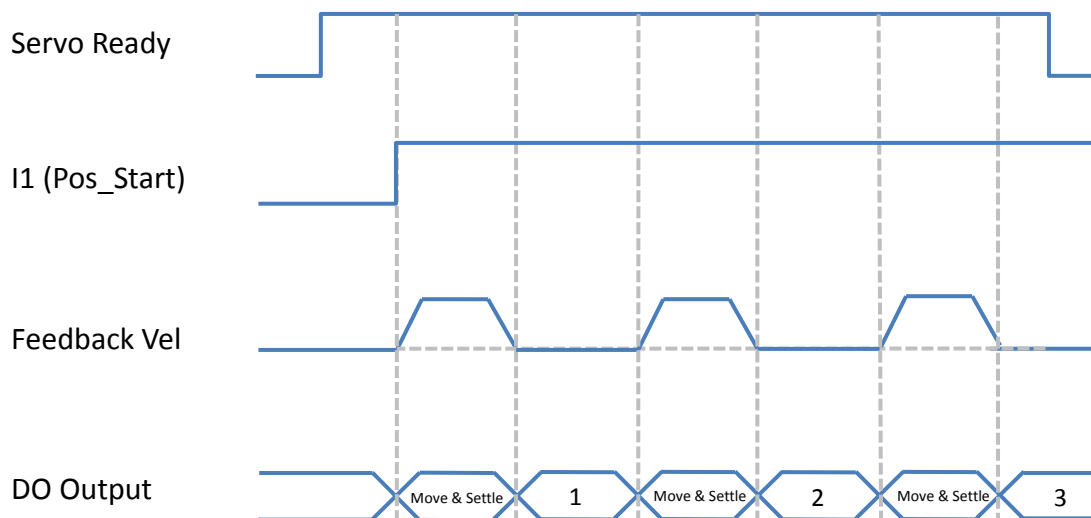 Servo Ready
I1 (Pos_Start)
Feedback Vel
DO Output
Move & Settle
1
Move & Settle
2
Move & Settle
3